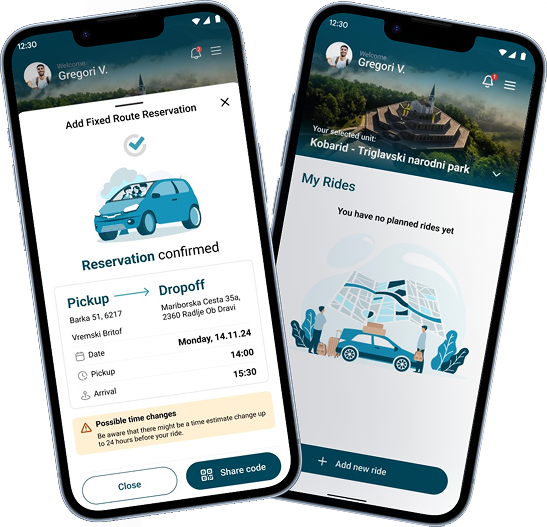 12:30
Welcome
Gregori V.
Add Fixed Route Reservation
Reservation confirmed
Pickup
Dropoff
Barka 51, 6217
Vremski Britof
Mariborska Cesta 35a,
2360 Radlje Ob Dravi
Date
Monday, 14.11.24
Pickup
14:00
Arrival
15:30
Possible time changes
Be aware that there might be a time estimate change up
to 24 hours before your ride.
Close
Share code
12:30
Welcome
Gregori V.
Your selected unit:
Kobarid - Triglavski narodni park
My Rides
You have no planned rides yet
+ Add new ride